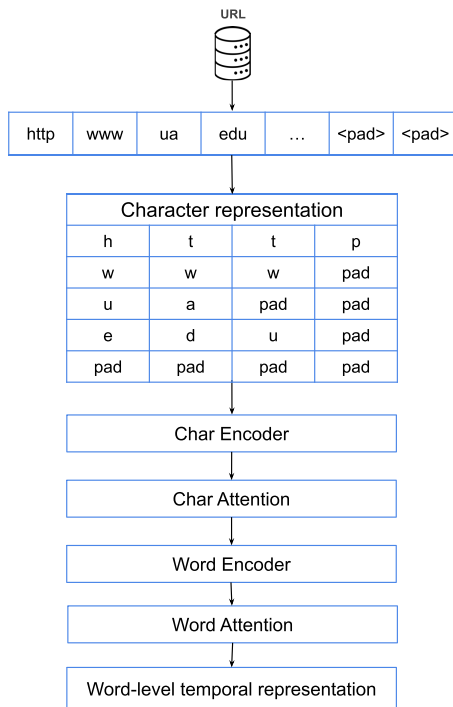 URL
http www ua edu ... <pad> <pad>
Character representation
h t t p
w w w pad
u a pad pad
e d u pad
pad pad pad pad
Char Encoder
Char Attention
Word Encoder
Word Attention
Word-level temporal representation